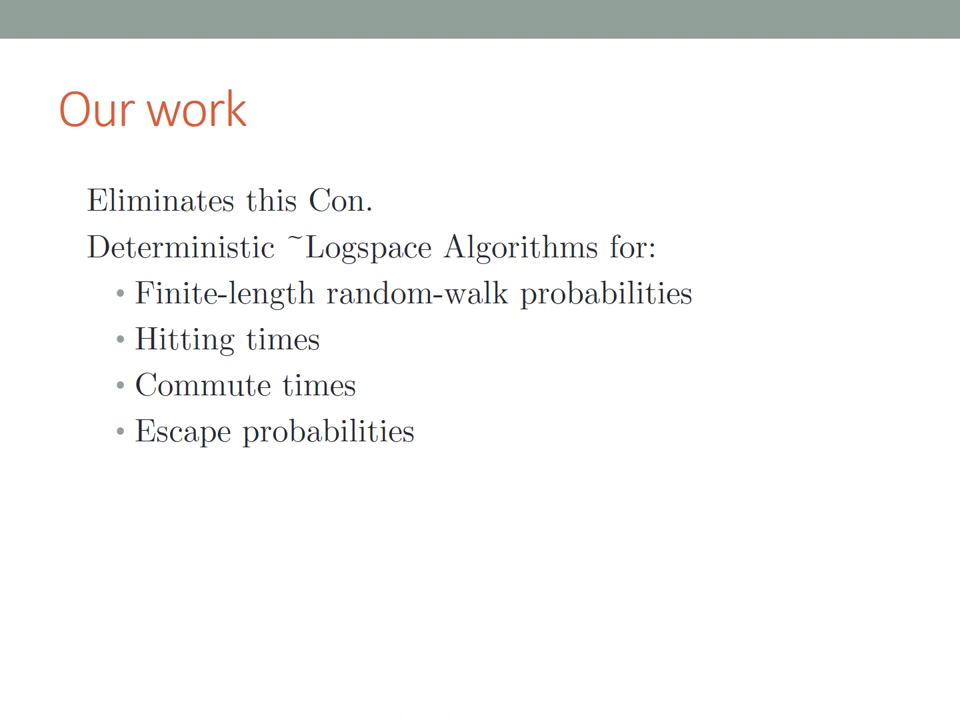 Our work
Eliminates this Con.
Deterministic ~Logspace Algorithms for:
• Finite-length random-walk probabilities
• Hitting times
• Commute times
• Escape probabilities